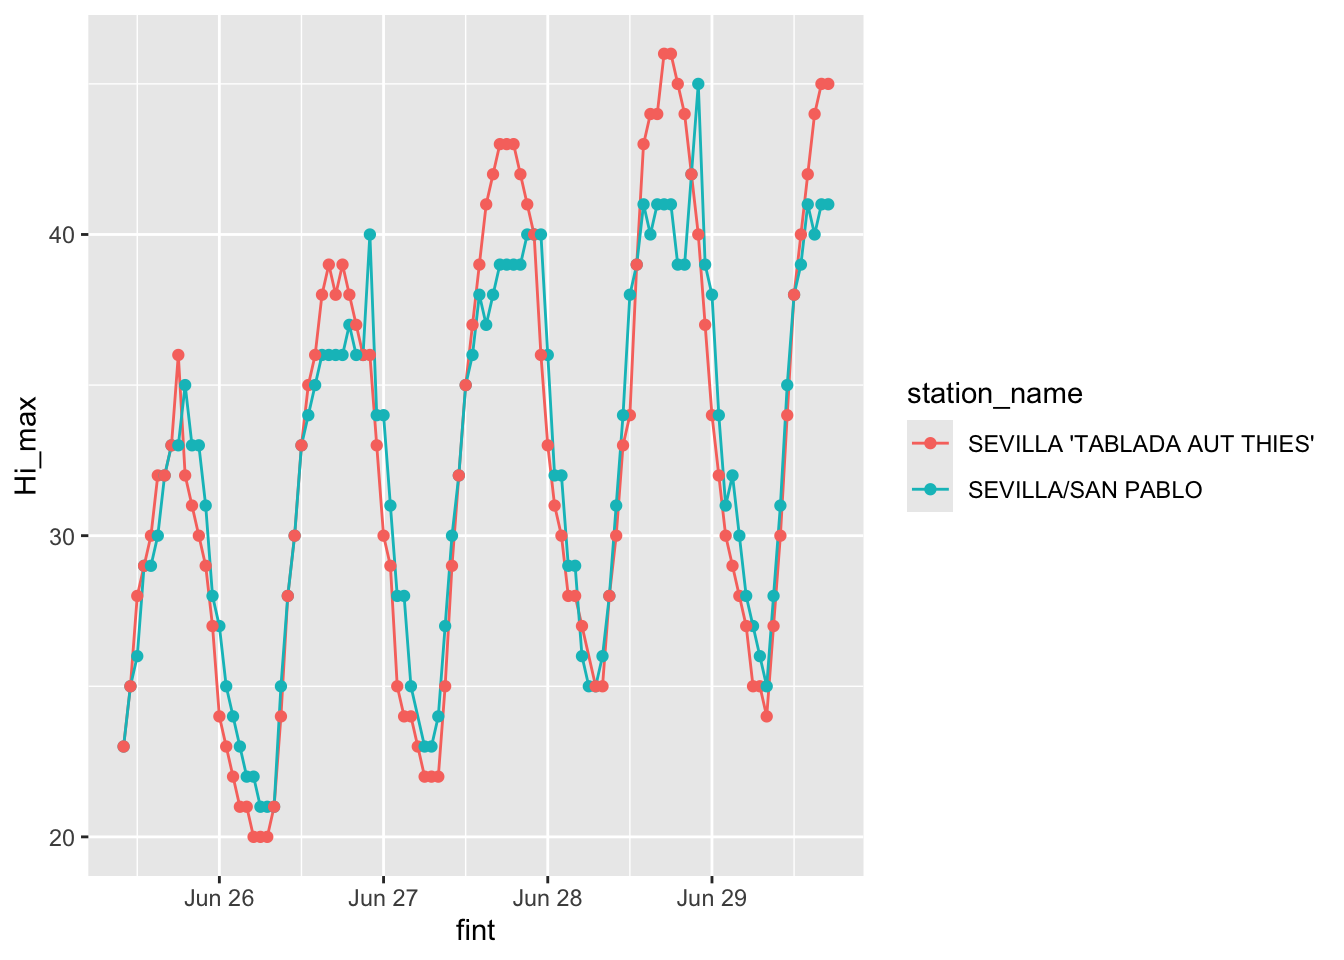 Hi_max
40
30
20
Jun 26
Jun 27
Jun 28
Jun 29
fint
station_name
SEVILLA 'TABLADA AUT THIES'
SEVILLA/SAN PABLO